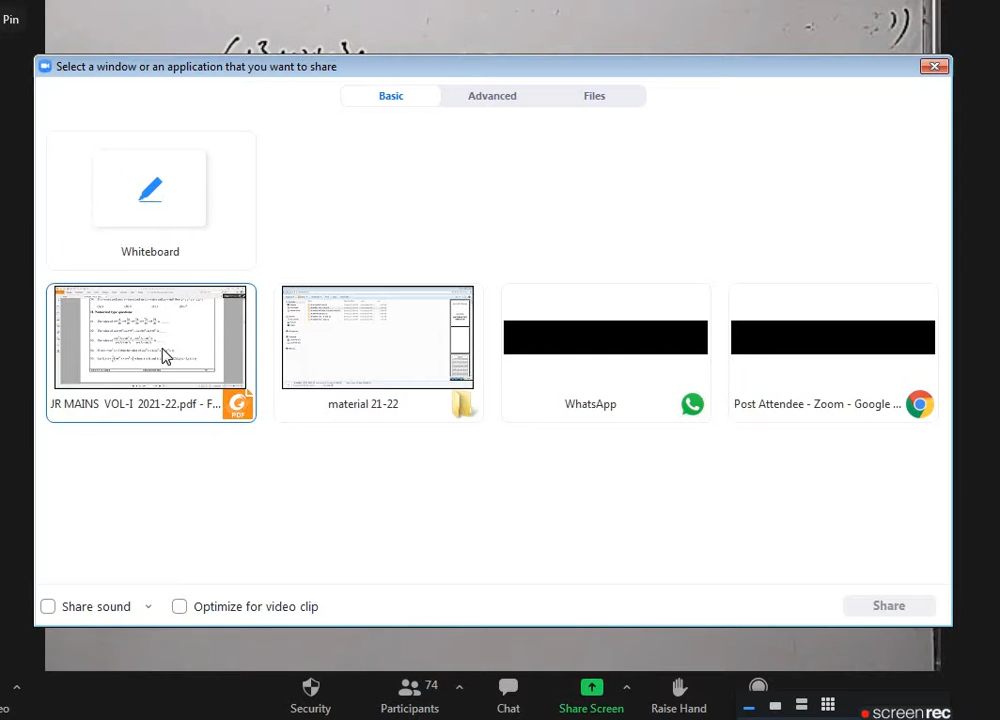 Pin
Select a window or an application that you want to share
Basic
Advanced
Files
Whiteboard
JR MAINS VOL-I 2021-22.pdf - F...
PDF
material 21-22
WhatsApp
Post Attendee - Zoom - Google ...
Share sound
Optimize for video clip
Share
eo
Security
74
Participants
Chat
Share Screen
Raise Hand
screenrec